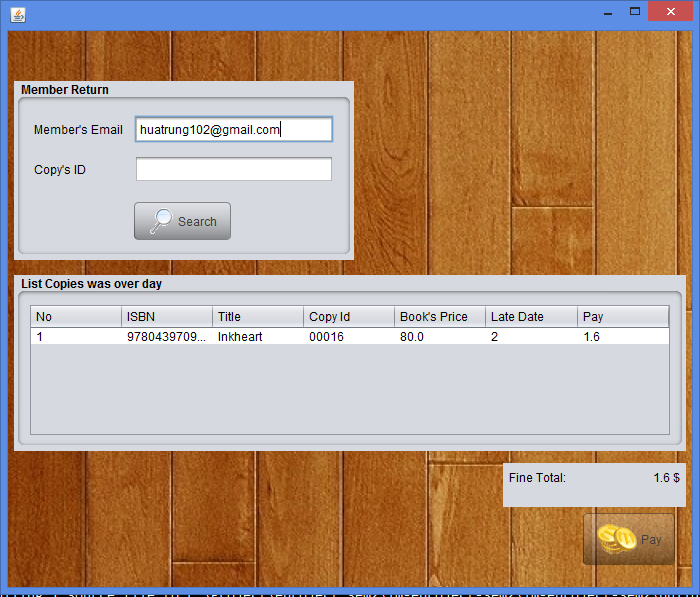 Member Return
Member's Email huatrung102@gmail.com
Copy's ID
Search
List Copies was over day
No ISBN Title Copy Id Book's Price Late Date Pay
1 9780439709... Inkheart 00016 80.0 2 1.6
Fine Total: 1.6 $
Pay